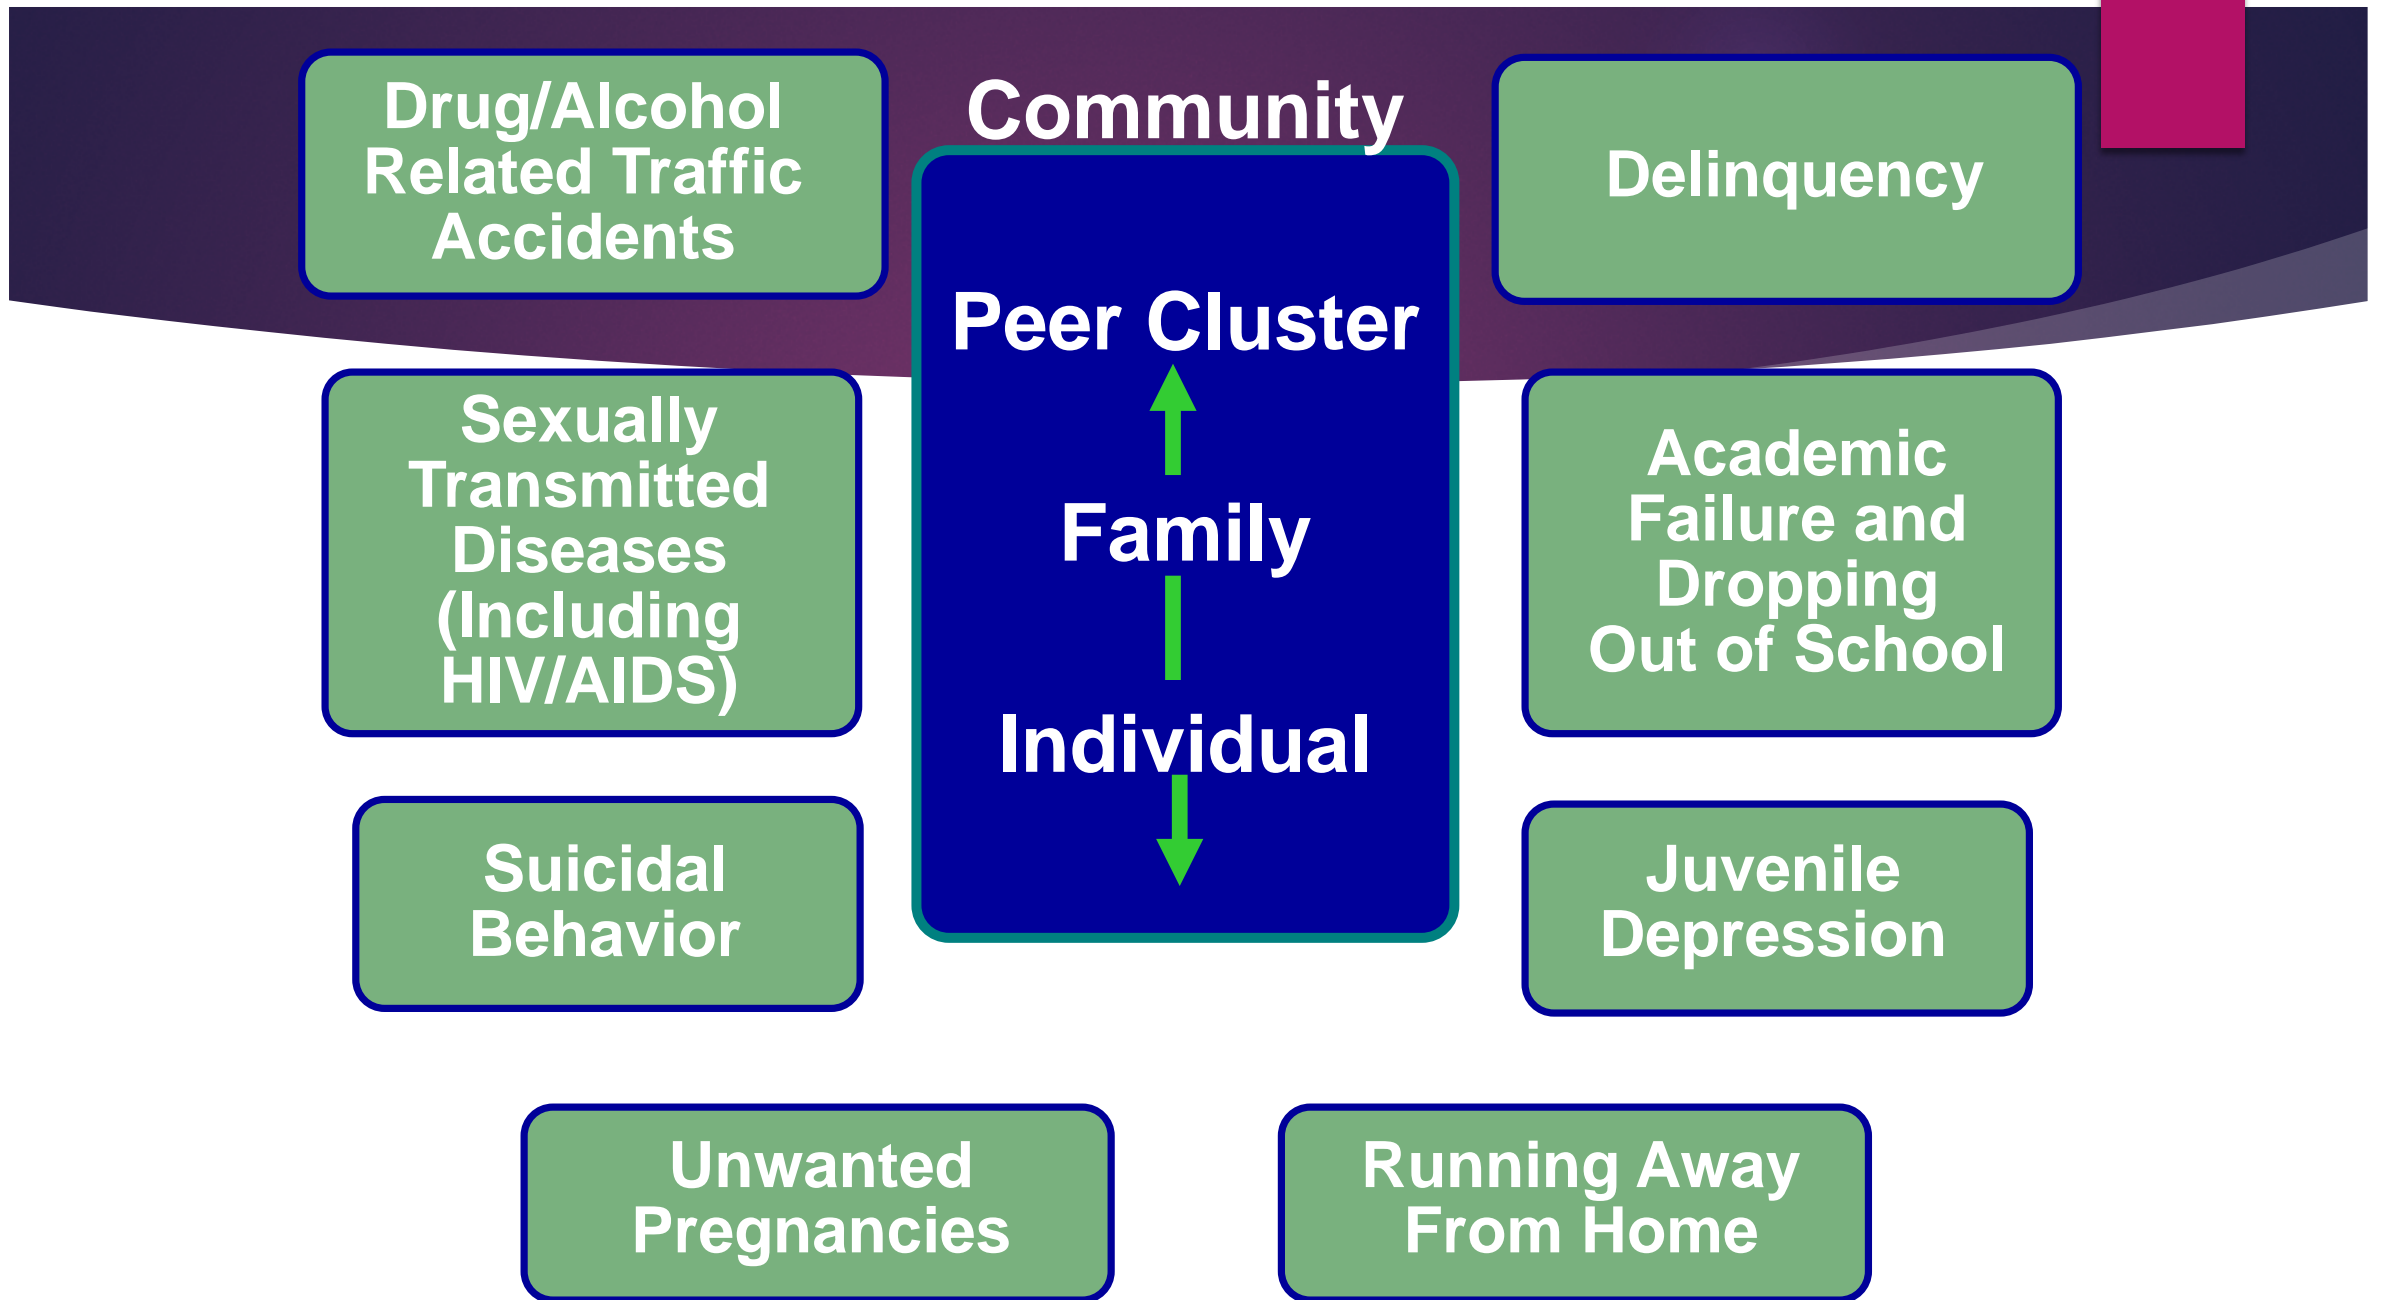 Drug/Alcohol
Related Traffic
Accidents
Community
Delinquency
Peer Cluster
Family
Individual
Sexually
Transmitted
Diseases
(Including
HIV/AIDS)
Academic
Failure and
Dropping
Out of School
Suicidal
Behavior
Juvenile
Depression
Unwanted
Pregnancies
Running Away
From Home